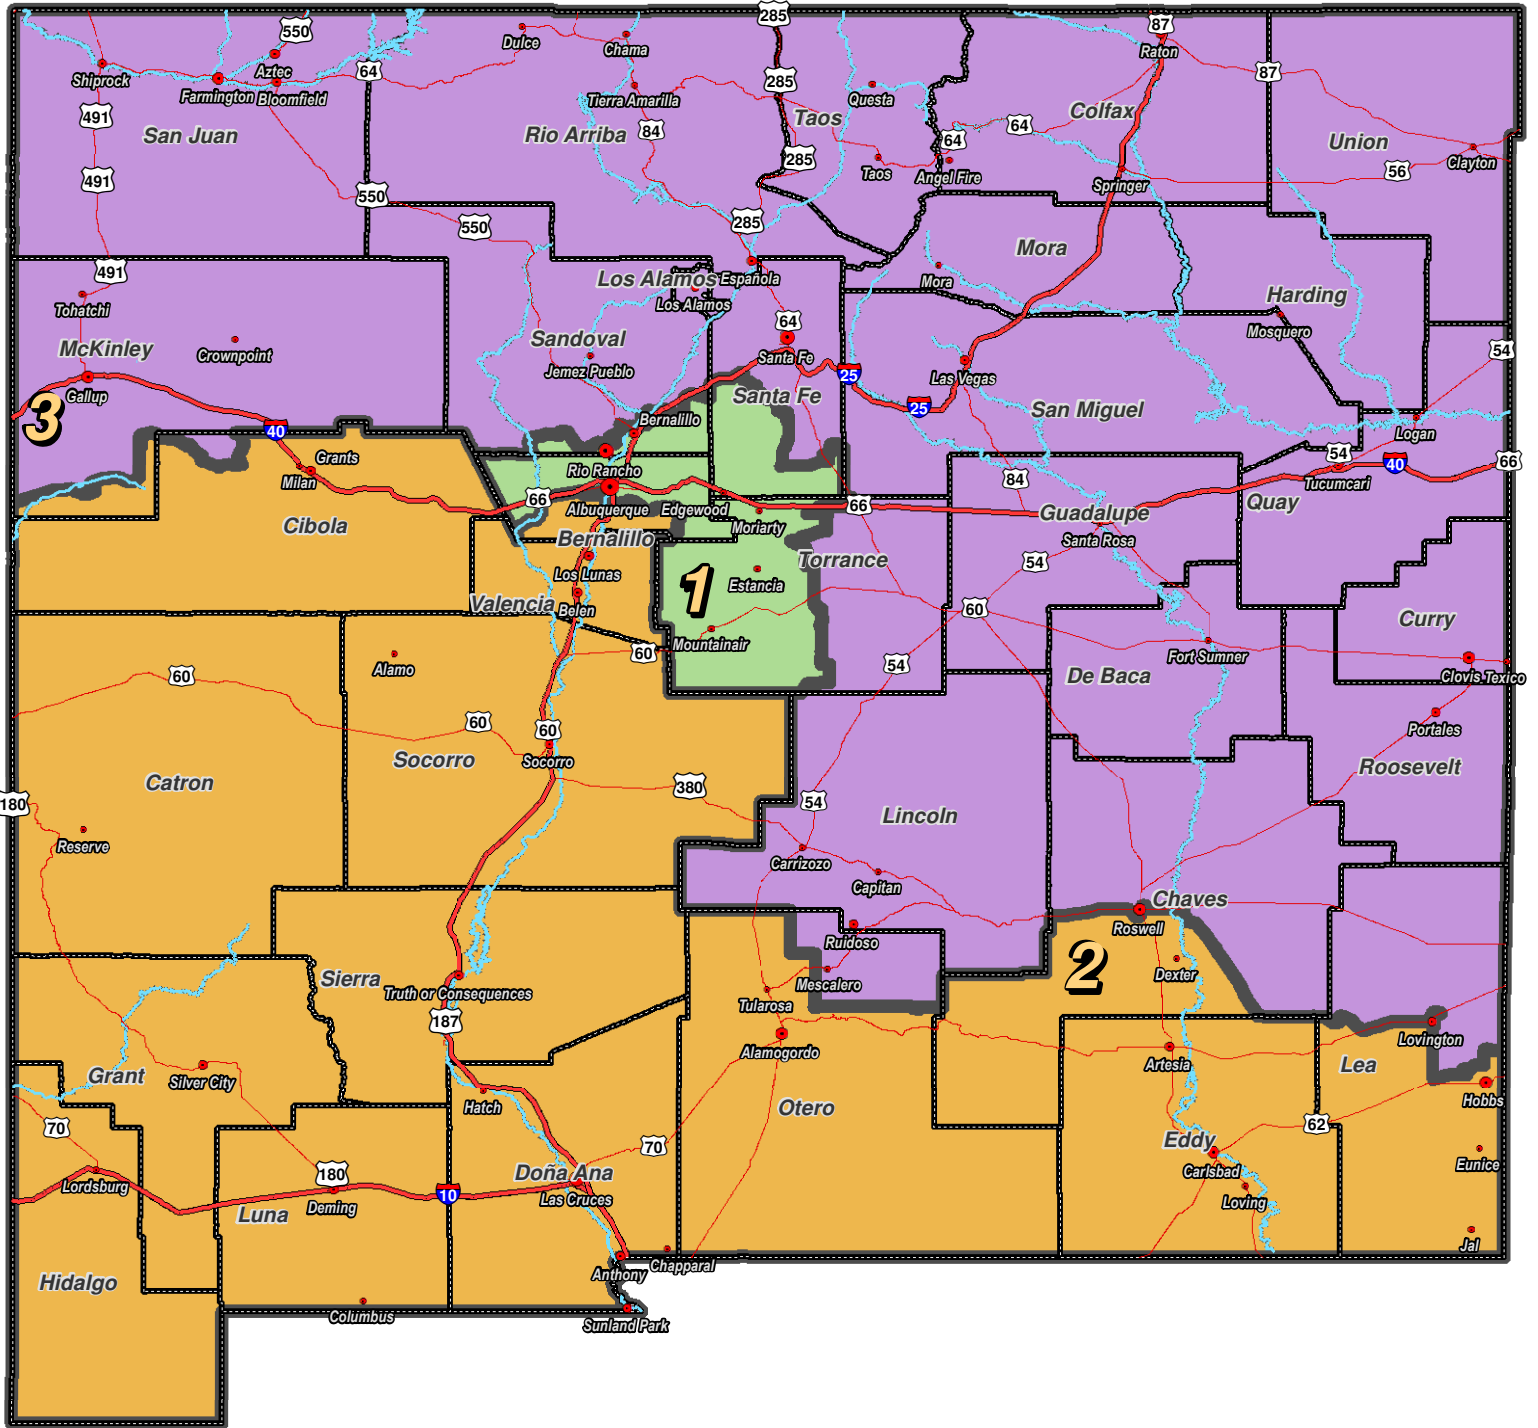 285
550
87
Dulce
Chama
Raton
Shiprock
Aztec
64
285
87
Farmington
Bloomfield
Tierra Amarilla
Questa
491
San Juan
Rio Arriba
84
Taos
64
Colfax
64
Union
285
Taos
Angel Fire
Clayton
56
491
550
Springer
550
285
Mora
491
Los Alamos
Española
Mora
Tohatchi
Los Alamos
Harding
64
Mosquero
McKinley
Crownpoint
Sandoval
Santa Fe
54
Jemez Pueblo
25
Las Vegas
Gallup
3
Santa Fe
25
San Miguel
40
Bernalillo
Logan
Grants
Milan
Rio Rancho
54
40
66
Tucumcari
84
66
Albuquerque
Edgewood
66
Quay
Cibola
Moriarty
Guadalupe
Bernalillo
Santa Rosa
Torrance
54
Los Lunas
1
Estancia
Valencia
Belen
60
Curry
Mountainair
60
Alamo
54
Fort Sumner
60
De Baca
Clovis
Texico
60
60
Portales
Socorro
Socorro
Catron
380
Roosevelt
180
54
Lincoln
Reserve
Carrizozo
Capitan
Chaves
Roswell
Ruidoso
2
Sierra
Truth or Consequences
Mescalero
Dexter
Tularosa
187
Alamogordo
Lovington
Grant
Silver City
Artesia
Lea
Hatch
Otero
Hobbs
70
62
70
Eddy
180
Doña Ana
Carlsbad
Eunice
Lordsburg
10
Las Cruces
Deming
Loving
Luna
Jal
Hidalgo
Anthony
Chapparal
Columbus
Sunland Park